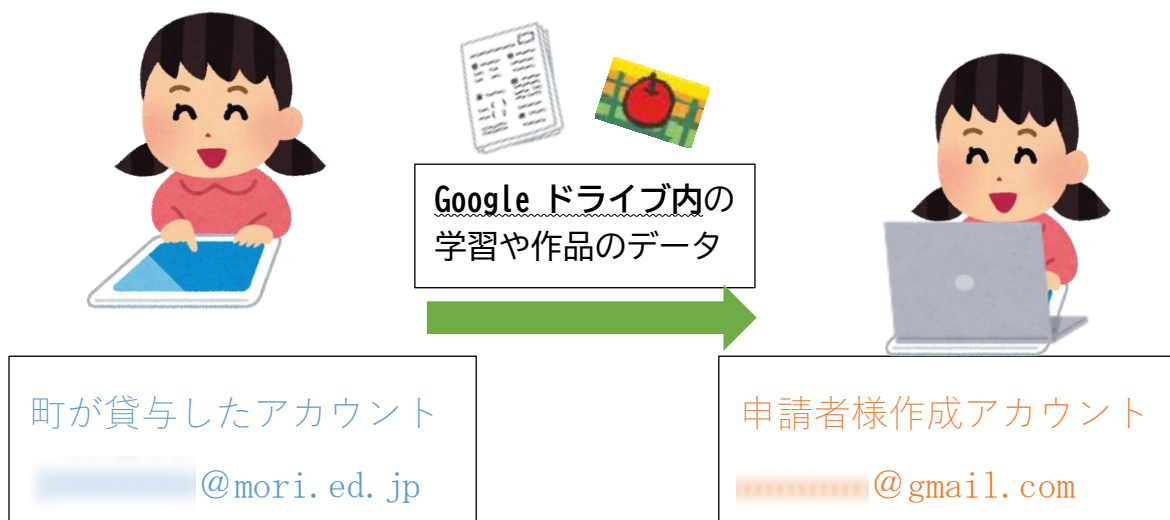 Google ドライブ内の
学習や作品のデータ
町が貸与したアカウント
@mori.ed.jp
申請者様作成アカウント
@gmail.com